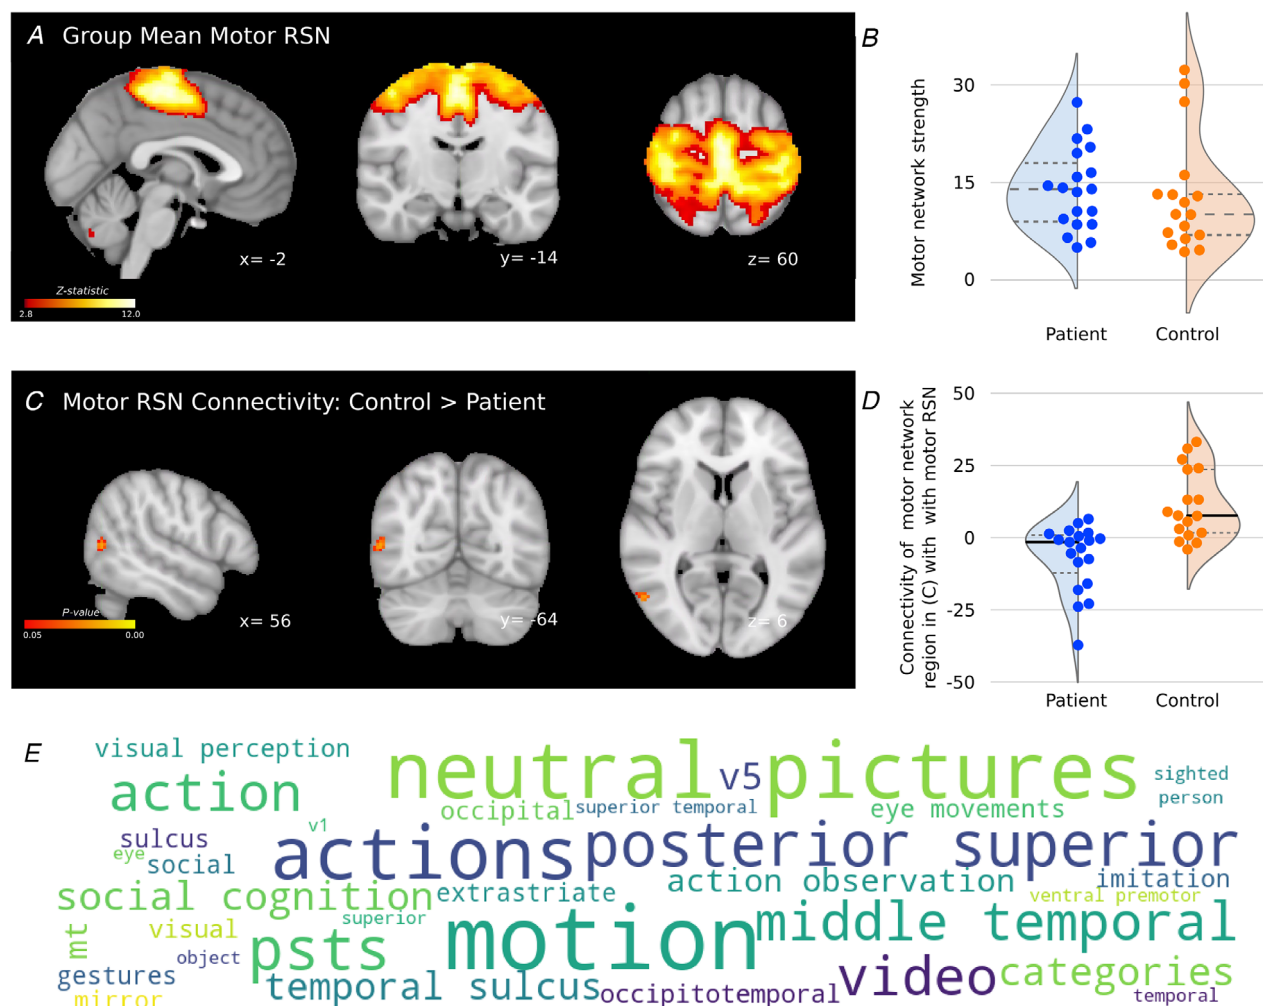 A Group Mean Motor RSN
x= -2
y= -14
z= 60
Z-statistic
2.8 12.0
B
Motor network strength
30
15
0
Patient Control
C Motor RSN Connectivity: Control > Patient
x= 56
y= -64
z= 6
P-value
0.05 0.00
D
Connectivity of motor network
region in (C) with with motor RSN
50
25
0
-25
-50
Patient Control
E
visual perception
neutral
v5
pictures
sighted
person
action
occipital
superior temporal
eye movements
v1
sulcus
eye
social
actions
posterior superior
action observation
imitation
social cognition
extrastriate
ventral premotor
superior
mt
visual
psts
motion
middle temporal
object
gestures
mirror
temporal sulcus
occipitotemporal
video
categories
temporal